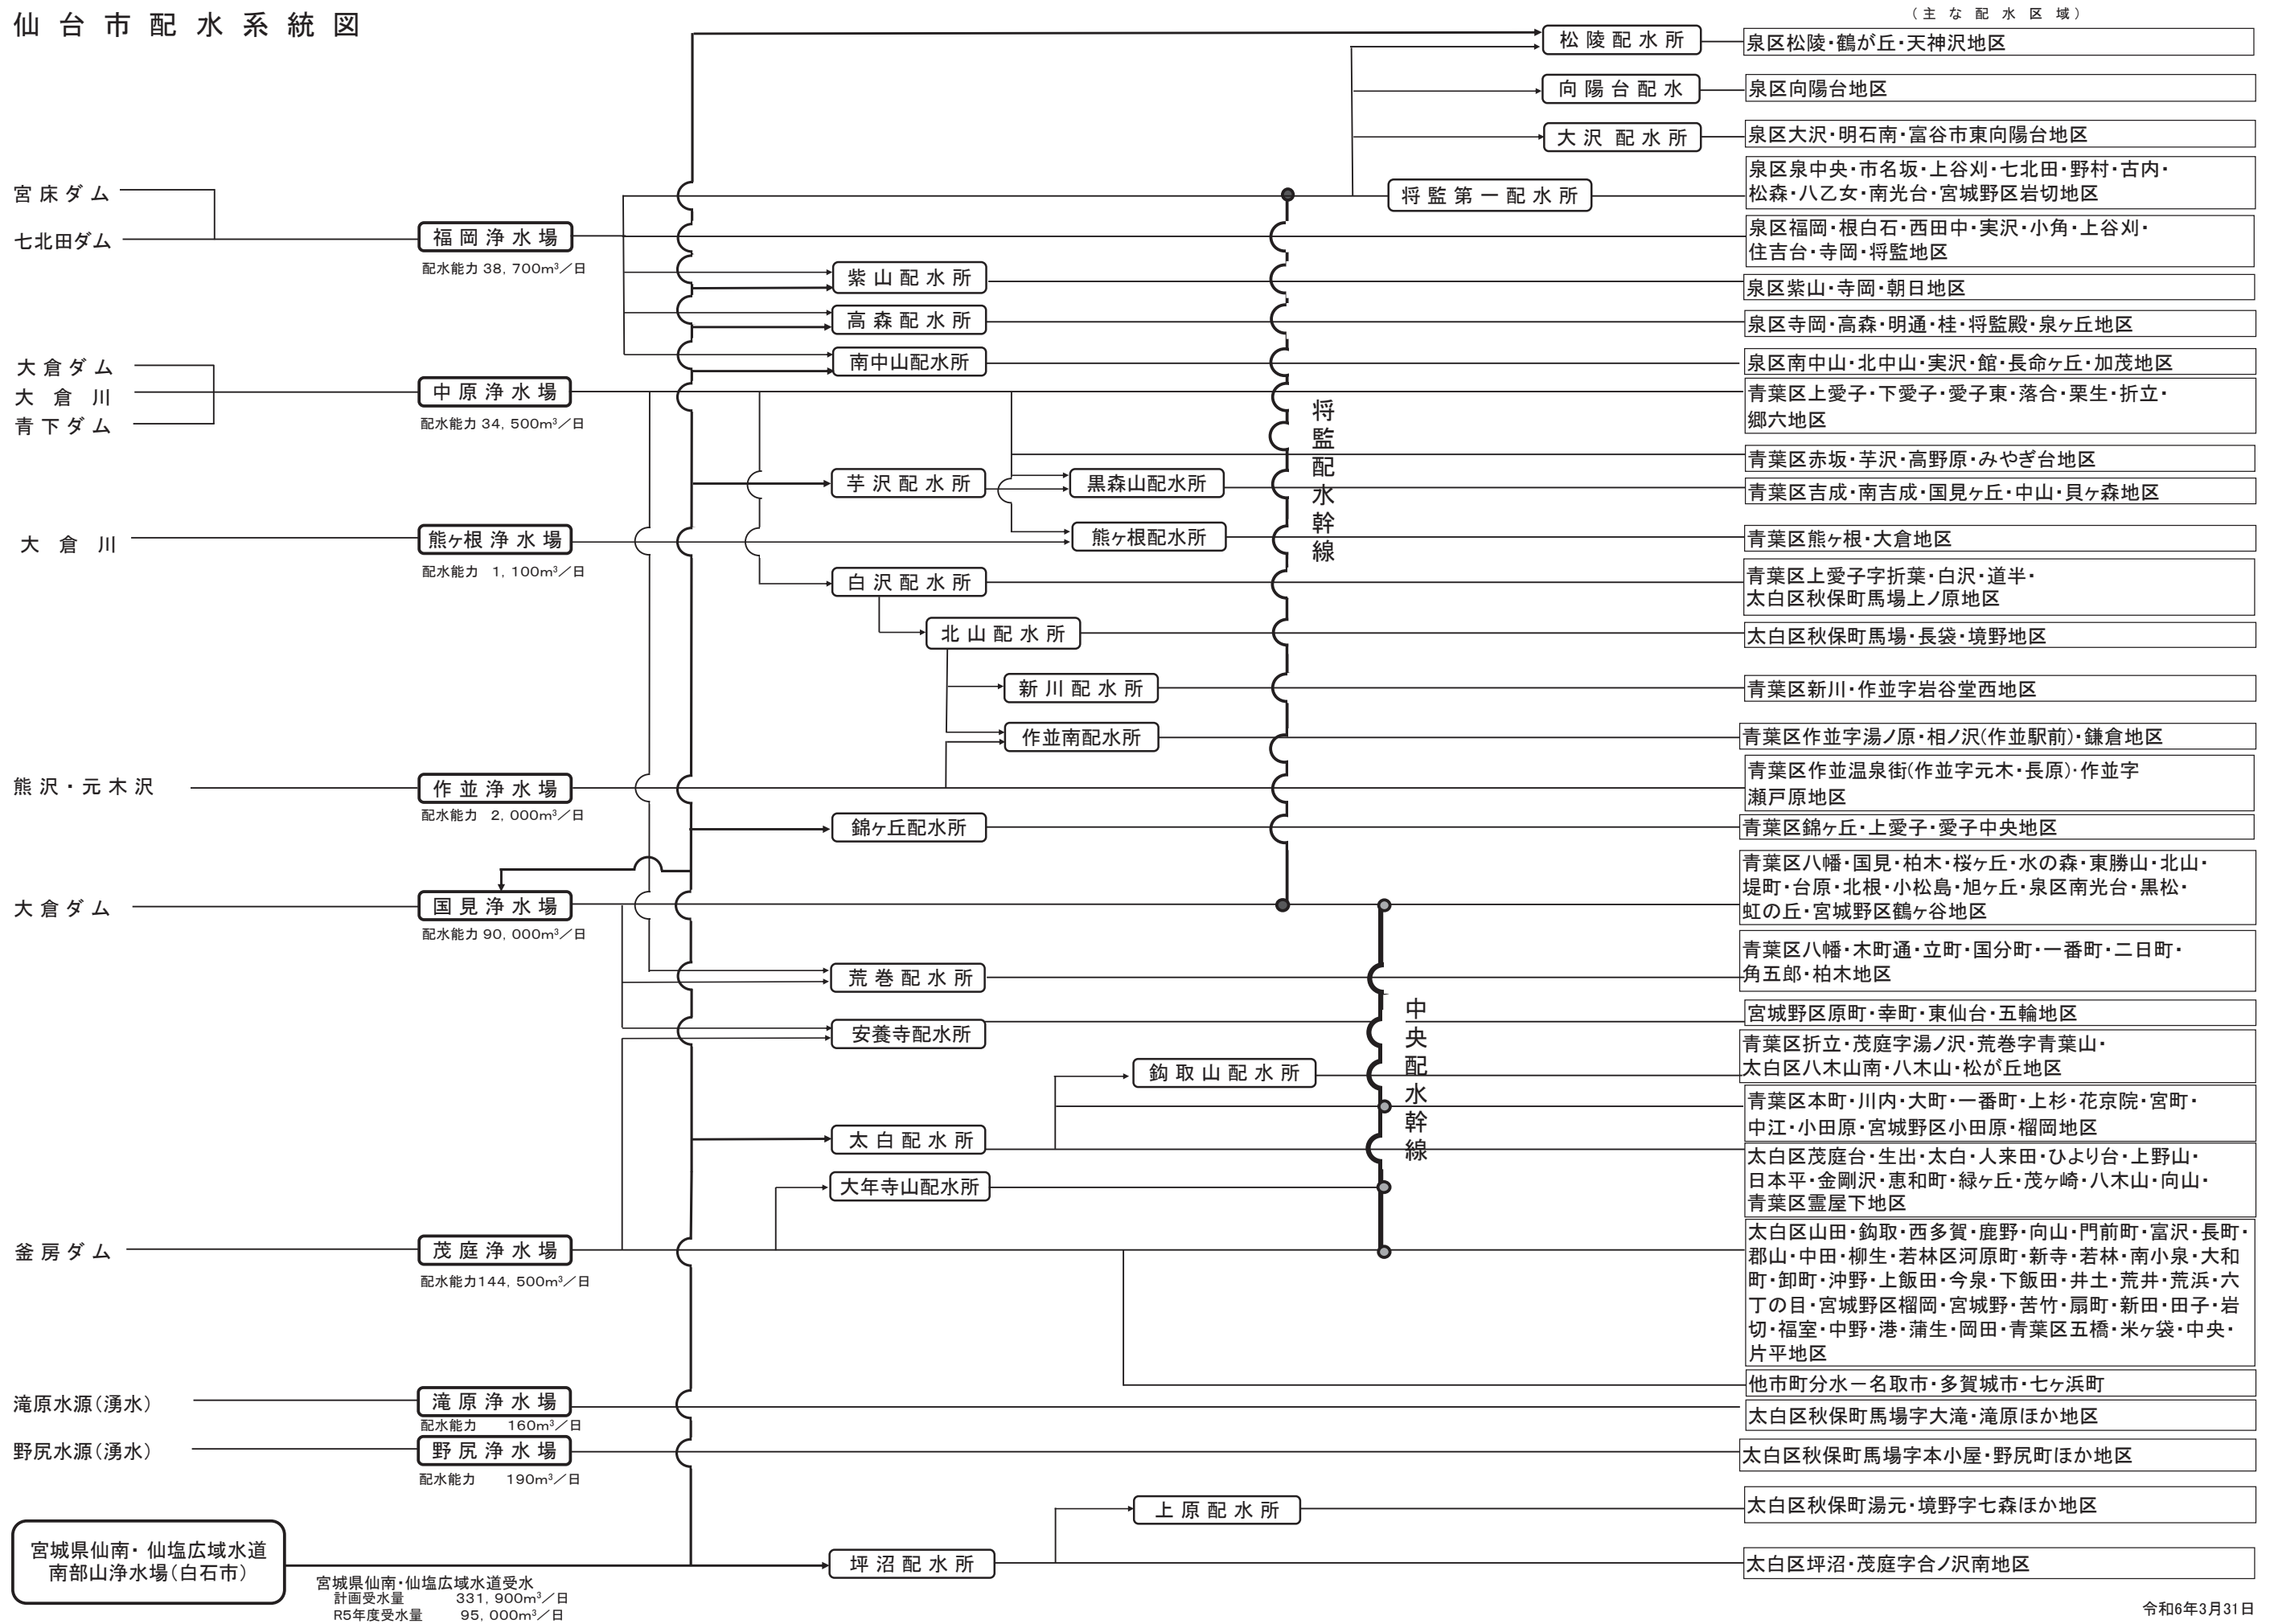 仙台市配水系統図
（主な配水区域）
松陵配水所
泉区松陵・鶴が丘・天神沢地区
向陽台配水
泉区向陽台地区
大沢配水所
泉区大沢・明石南・富谷市東向陽台地区
宮床ダム
将監第一配水所
泉区泉中央・市名坂・上谷刈・七北田・野村・古内・
松森・八乙女・南光台・宮城野区岩切地区
七北田ダム
福岡浄水場
配水能力 38，700m³／日
泉区福岡・根白石・西田中・実沢・小角・上谷刈・
住吉台・寺岡・将監地区
紫山配水所
泉区紫山・寺岡・朝日地区
高森配水所
泉区寺岡・高森・明通・桂・将監殿・泉ヶ丘地区
南中山配水所
泉区南中山・北中山・実沢・館・長命ヶ丘・加茂地区
大倉ダム
大倉川
青下ダム
中原浄水場
配水能力 34，500m³／日
青葉区上愛子・下愛子・愛子東・落合・栗生・折立・
郷六地区
将監配水幹線
青葉区赤坂・芋沢・高野原・みやぎ台地区
芋沢配水所
黒森山配水所
青葉区吉成・南吉成・国見ヶ丘・中山・貝ヶ森地区
大倉川
熊ヶ根浄水場
配水能力 1，100m³／日
熊ヶ根配水所
青葉区熊ヶ根・大倉地区
白沢配水所
青葉区上愛子字折葉・白沢・道半・
太白区秋保町馬場上ノ原地区
北山配水所
太白区秋保町馬場・長袋・境野地区
新川配水所
青葉区新川・作並字岩谷堂西地区
作並南配水所
青葉区作並字湯ノ原・相ノ沢（作並駅前）・鎌倉地区
熊沢・元木沢
作並浄水場
配水能力 2，000m³／日
青葉区作並温泉街（作並字元木・長原）・作並字
瀬戸原地区
錦ヶ丘配水所
青葉区錦ヶ丘・上愛子・愛子中央地区
大倉ダム
国見浄水場
配水能力 90，000m³／日
青葉区八幡・国見・柏木・桜ヶ丘・水の森・東勝山・北山・
堤町・台原・北根・小松島・旭ヶ丘・泉区南光台・黒松・
虹の丘・宮城野区鶴ヶ谷地区
荒巻配水所
青葉区八幡・木町通・立町・国分町・一番町・二日町・
角五郎・柏木地区
中央配水幹線
安養寺配水所
宮城野区原町・幸町・東仙台・五輪地区
鈎取山配水所
青葉区折立・茂庭字湯ノ沢・荒巻字青葉山・
太白区八木山南・八木山・松が丘地区
青葉区本町・川内・大町・一番町・上杉・花京院・宮町・
中江・小田原・宮城野区小田原・榴岡地区
太白配水所
太白区茂庭台・生出・太白・人来田・ひより台・上野山・
日本平・金剛沢・恵和町・緑ヶ丘・茂ヶ崎・八木山・向山・
青葉区霊屋下地区
大年寺山配水所
釜房ダム
茂庭浄水場
配水能力144，500m³／日
太白区山田・鈎取・西多賀・鹿野・向山・門前町・富沢・長町・
郡山・中田・柳生・若林区河原町・新寺・若林・南小泉・大和
町・卸町・沖野・上飯田・今泉・下飯田・井土・荒井・荒浜・六
丁の目・宮城野区榴岡・宮城野・苦竹・扇町・新田・田子・岩
切・福室・中野・港・蒲生・岡田・青葉区五橋・米ヶ袋・中央・
片平地区
他市町分水－名取市・多賀城市・七ヶ浜町
滝原水源（湧水）
滝原浄水場
配水能力 160m³／日
太白区秋保町馬場字大滝・滝原ほか地区
野尻水源（湧水）
野尻浄水場
配水能力 190m³／日
太白区秋保町馬場字本小屋・野尻町ほか地区
上原配水所
太白区秋保町湯元・境野字七森ほか地区
宮城県仙南・仙塩広域水道
南部山浄水場（白石市）
坪沼配水所
太白区坪沼・茂庭字合ノ沢南地区
宮城県仙南・仙塩広域水道受水
計画受水量 331，900m³／日
R5年度受水量 95，000m³／日
令和6年3月31日